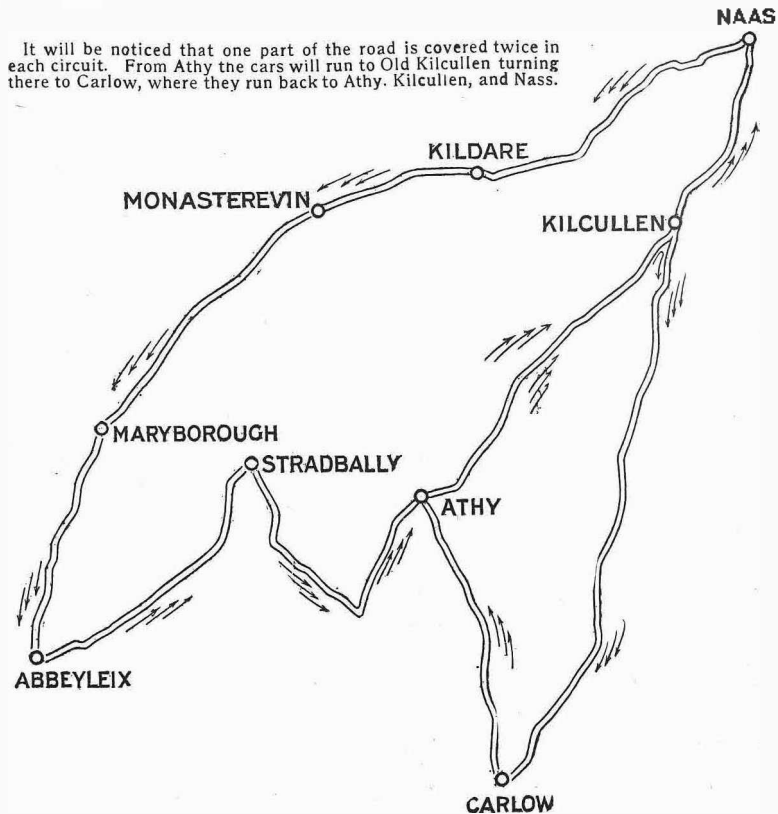 NAAS
It will be noticed that one part of the road is covered twice in
each circuit. From Athy the cars will run to Old Kilcullen turning
there to Carlow, where they run back to Athy. Kilcullen, and Nass.
KILDARE
MONASTEREVIN
KILCULLEN
MARYBOROUGH
STRADBALLY
ATHY
ABBEYLEIX
CARLOW